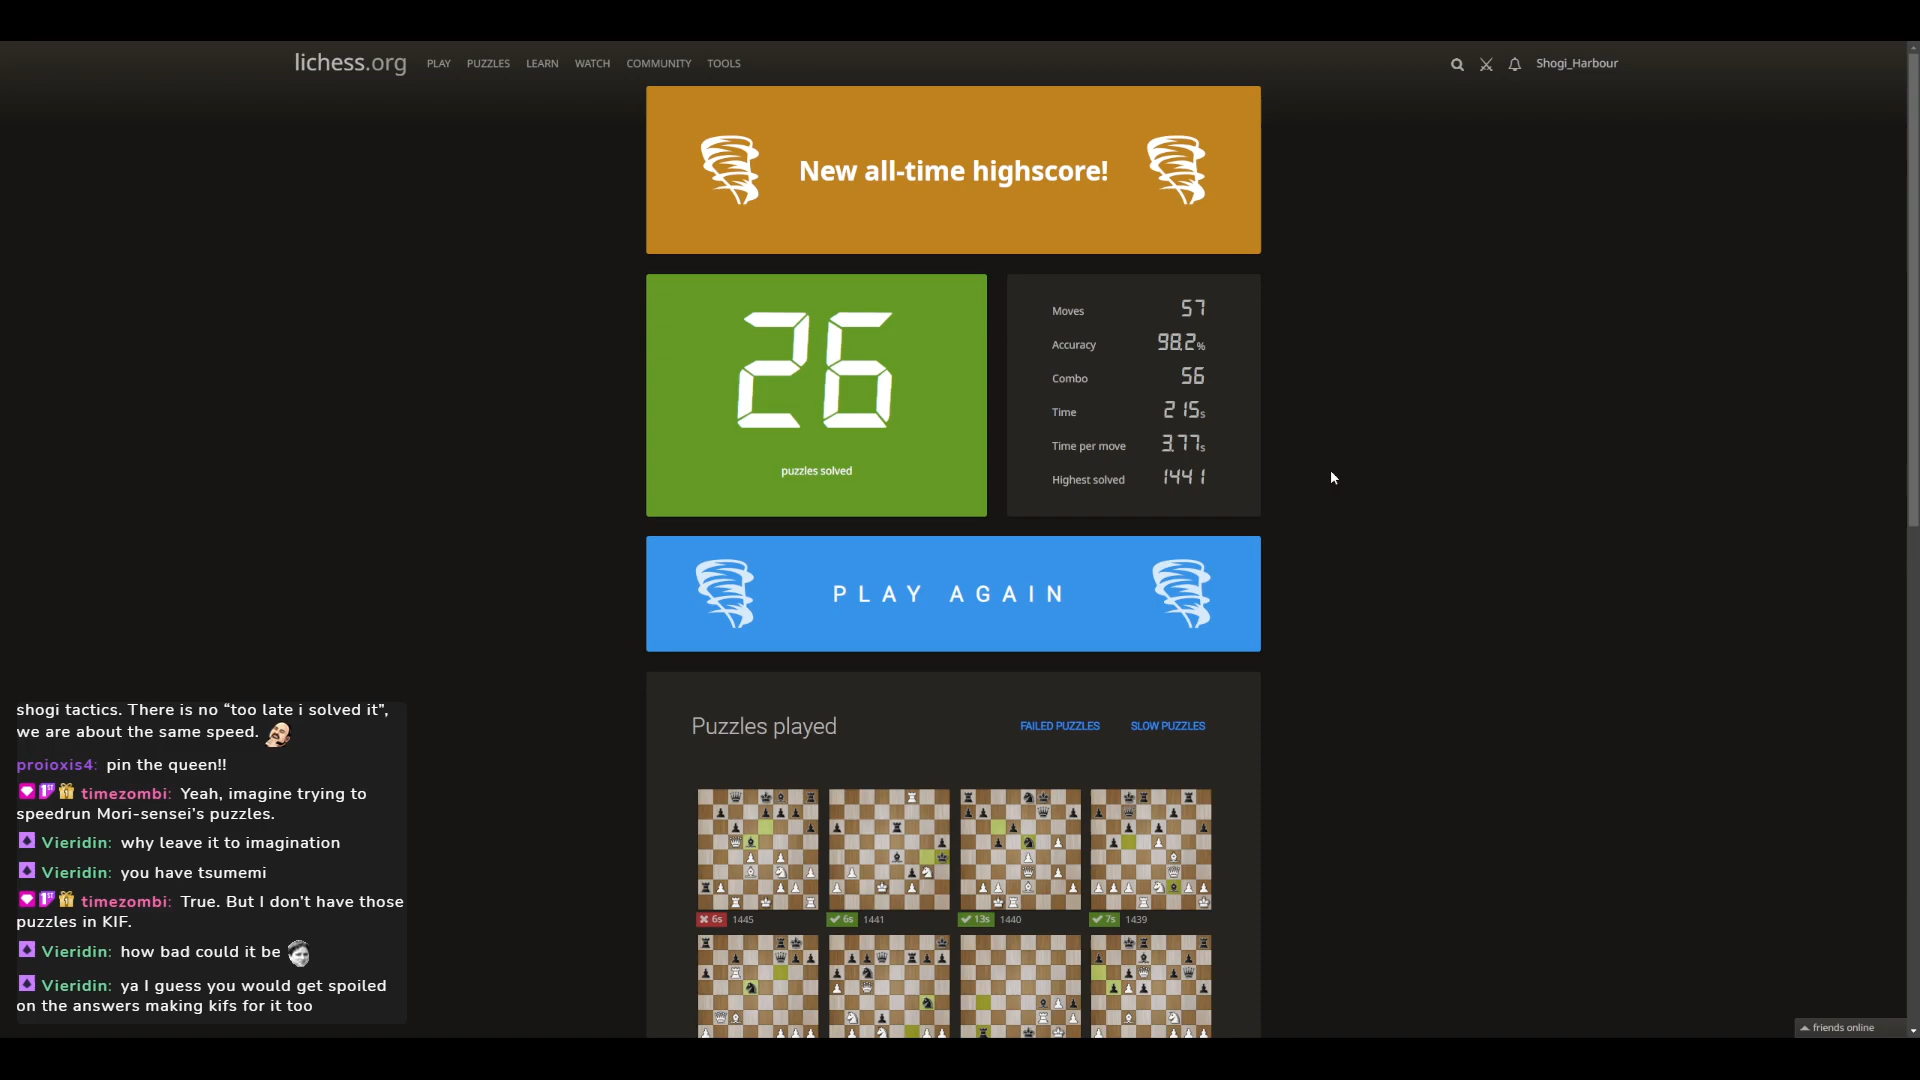 lichess.org PLAY PUZZLES LEARN WATCH COMMUNITY TOOLS Shogi_Harbour
New all-time highscore!
26
puzzles solved
Moves 57
Accuracy 98.2%
Combo 56
Time 215s
Time per move 3.77s
Highest solved 1441
PLAY AGAIN
Puzzles played FAILED PUZZLES SLOW PUZZLES
6s 1445 6s 1441 13s 1440 7s 1439
shogi tactics. There is no “too late i solved it”,
we are about the same speed.
proioxis4: pin the queen!!
timezombi: Yeah, imagine trying to
speedrun Mori-sensei’s puzzles.
Vieridin: why leave it to imagination
Vieridin: you have tsumemi
timezombi: True. But I don’t have those
puzzles in KIF.
Vieridin: how bad could it be
Vieridin: ya I guess you would get spoiled
on the answers making kifs for it too
friends online